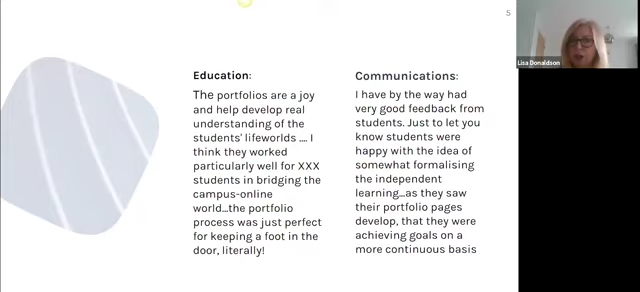 5
Lisa Donaldson
Education:
The portfolios are a joy
and help develop real
understanding of the
students' lifeworlds .... I
think they worked
particularly well for XXX
students in bridging the
campus-online
world...the portfolio
process was just perfect
for keeping a foot in the
door, literally!
Communications:
I have by the way had
very good feedback from
students. Just to let you
know students were
happy with the idea of
somewhat formalising
the independent
learning...as they saw
their portfolio pages
develop, that they were
achieving goals on a
more continuous basis